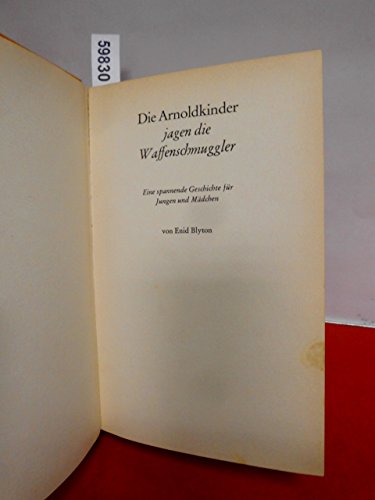 59830
Die Arnoldkinder
jagen die
Waffenschmuggler
Eine spannende Geschichte für
Jungen und Mädchen
von Enid Blyton